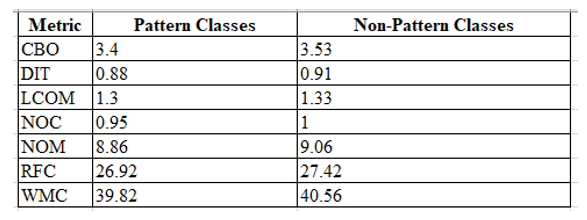 Metric Pattern Classes Non-Pattern Classes
CBO 3.4 3.53
DIT 0.88 0.91
LCOM 1.3 1.33
NOC 0.95 1
NOM 8.86 9.06
RFC 26.92 27.42
WMC 39.82 40.56